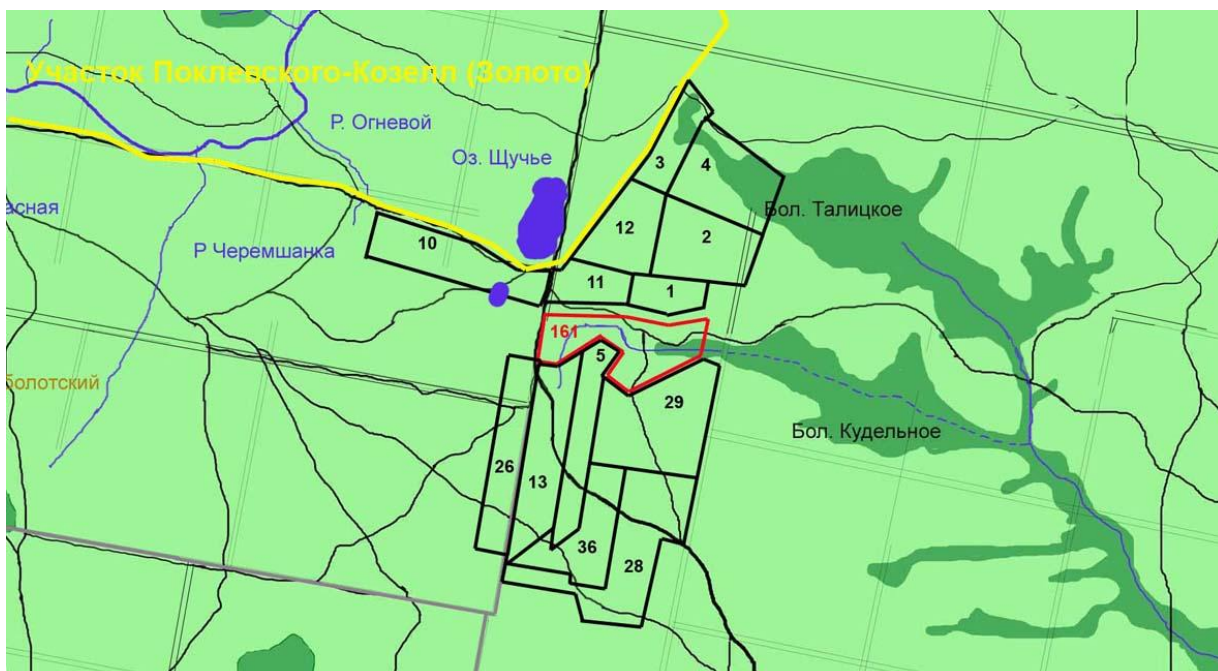 Участок Поклевского-Козелл (Золото)
Р. Огневой
Оз. Щучье
3
4
асная
Бол. Талицкое
Р Черемшанка
10
12
2
11
1
161
5
болотский
29
Бол. Кудельное
26
13
36
28